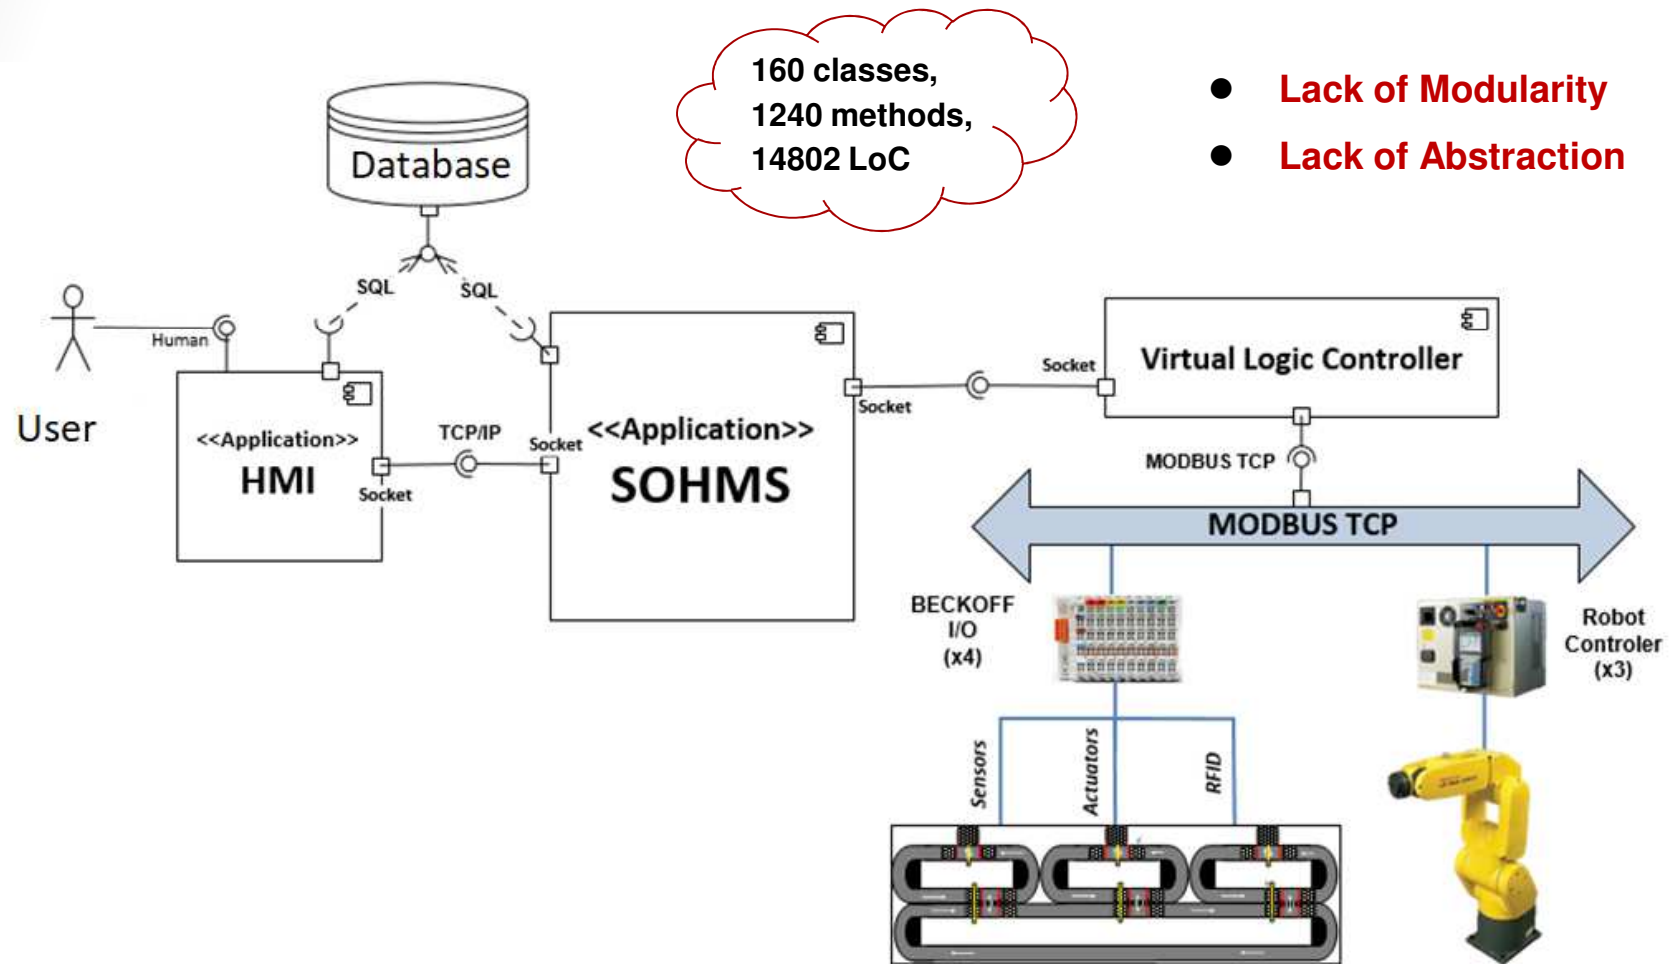 160 classes,
1240 methods,
14802 LoC
● Lack of Modularity
● Lack of Abstraction
Database
SQL
SQL
Human
User
<<Application>>
HMI
Socket
TCP/IP
Socket
<<Application>>
SOHMS
Socket
Socket
Virtual Logic Controller
MODBUS TCP
MODBUS TCP
BECKOFF
I/O
(x4)
Robot
Controler
(x3)
Sensors
Actuators
RFID